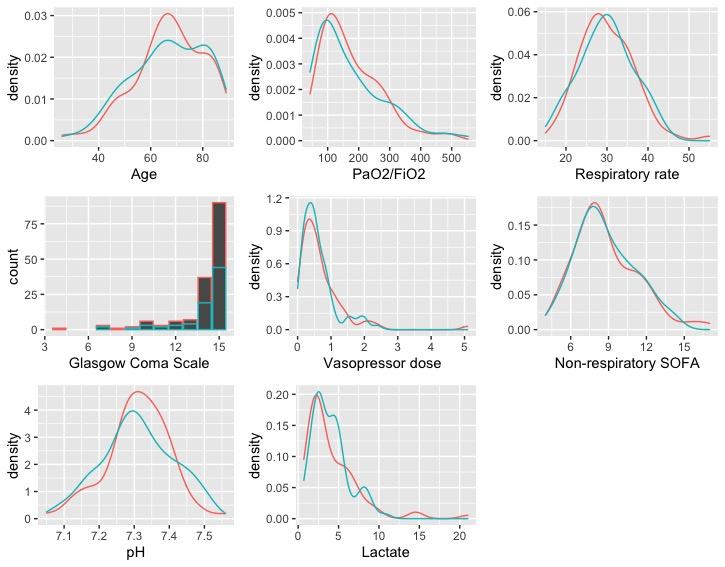 density
0.03
0.02
0.01
0.00
40 60 80
Age
density
0.005
0.004
0.003
0.002
0.001
0.000
100 200 300 400 500
PaO2/FiO2
density
0.06
0.04
0.02
0.00
20 30 40 50
Respiratory rate
count
75
50
25
0
3 6 9 12 15
Glasgow Coma Scale
density
1.2
0.9
0.6
0.3
0.0
0 1 2 3 4 5
Vasopressor dose
density
0.15
0.10
0.05
0.00
6 9 12 15
Non-respiratory SOFA
density
4
3
2
1
0
7.1 7.2 7.3 7.4 7.5
pH
density
0.20
0.15
0.10
0.05
0.00
0 5 10 15 20
Lactate